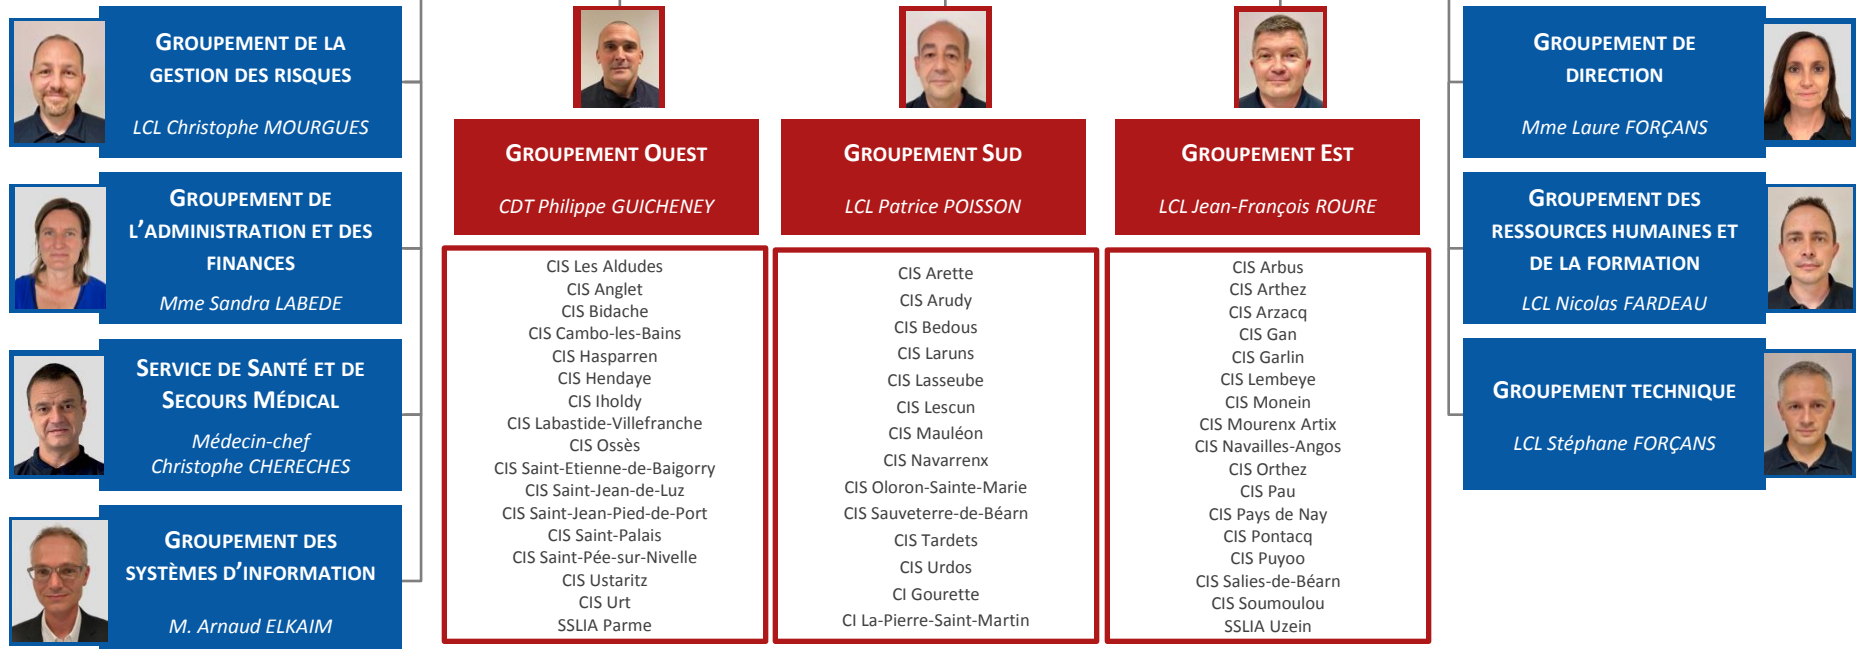 GROUPEMENT DE LA
GESTION DES RISQUES
LCL Christophe MOURGUES
GROUPEMENT DE
L'ADMINISTRATION ET DES
FINANCES
Mme Sandra LABEDE
SERVICE DE SANTÉ ET DE
SECOURS MÉDICAL
Médecin-chef
Christophe CHERECHES
GROUPEMENT DES
SYSTÈMES D'INFORMATION
M. Arnaud ELKAIM
GROUPEMENT OUEST
CDT Philippe GUICHENEY
CIS Les Aldudes
CIS Anglet
CIS Bidache
CIS Cambo-les-Bains
CIS Hasparren
CIS Hendaye
CIS Iholdy
CIS Labastide-Villefranche
CIS Ossès
CIS Saint-Etienne-de-Baigorry
CIS Saint-Jean-de-Luz
CIS Saint-Jean-Pied-de-Port
CIS Saint-Palais
CIS Saint-Pée-sur-Nivelle
CIS Ustaritz
CIS Urt
SSLIA Parme
GROUPEMENT SUD
LCL Patrice POISSON
CIS Arette
CIS Arudy
CIS Bedous
CIS Laruns
CIS Lasseube
CIS Lescun
CIS Mauléon
CIS Navarrenx
CIS Oloron-Sainte-Marie
CIS Sauveterre-de-Béarn
CIS Tardets
CIS Urdos
CI Gourette
CI La-Pierre-Saint-Martin
GROUPEMENT EST
LCL Jean-François ROURE
CIS Arbus
CIS Arthez
CIS Arzacq
CIS Gan
CIS Garlin
CIS Lembeye
CIS Monein
CIS Mourenx Artix
CIS Navailles-Angos
CIS Orthez
CIS Pau
CIS Pays de Nay
CIS Pontacq
CIS Puyoo
CIS Salies-de-Béarn
CIS Soumoulou
SSLIA Uzein
GROUPEMENT DE
DIRECTION
Mme Laure FORÇANS
GROUPEMENT DES
RESSOURCES HUMAINES ET
DE LA FORMATION
LCL Nicolas FARDEAU
GROUPEMENT TECHNIQUE
LCL Stéphane FORÇANS